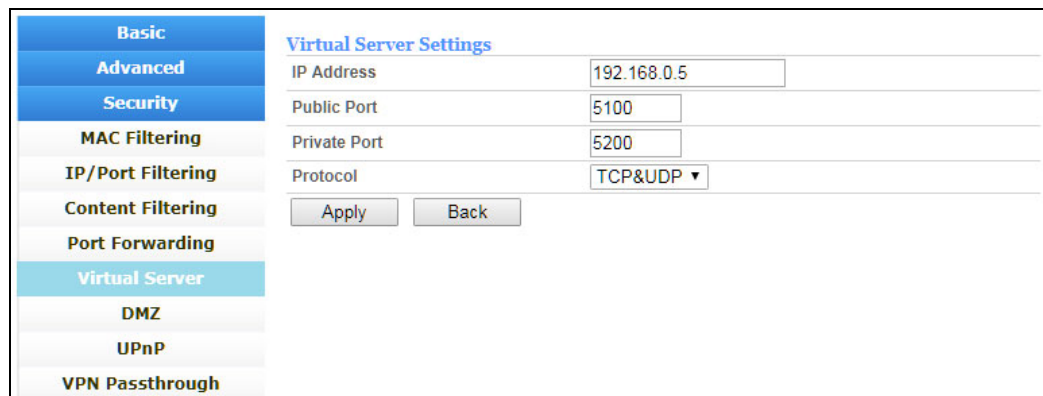 Basic
Advanced
Security
MAC Filtering
IP/Port Filtering
Content Filtering
Port Forwarding
Virtual Server
DMZ
UPnP
VPN Passthrough
Virtual Server Settings
IP Address 192.168.0.5
Public Port 5100
Private Port 5200
Protocol TCP&UDP
Apply Back